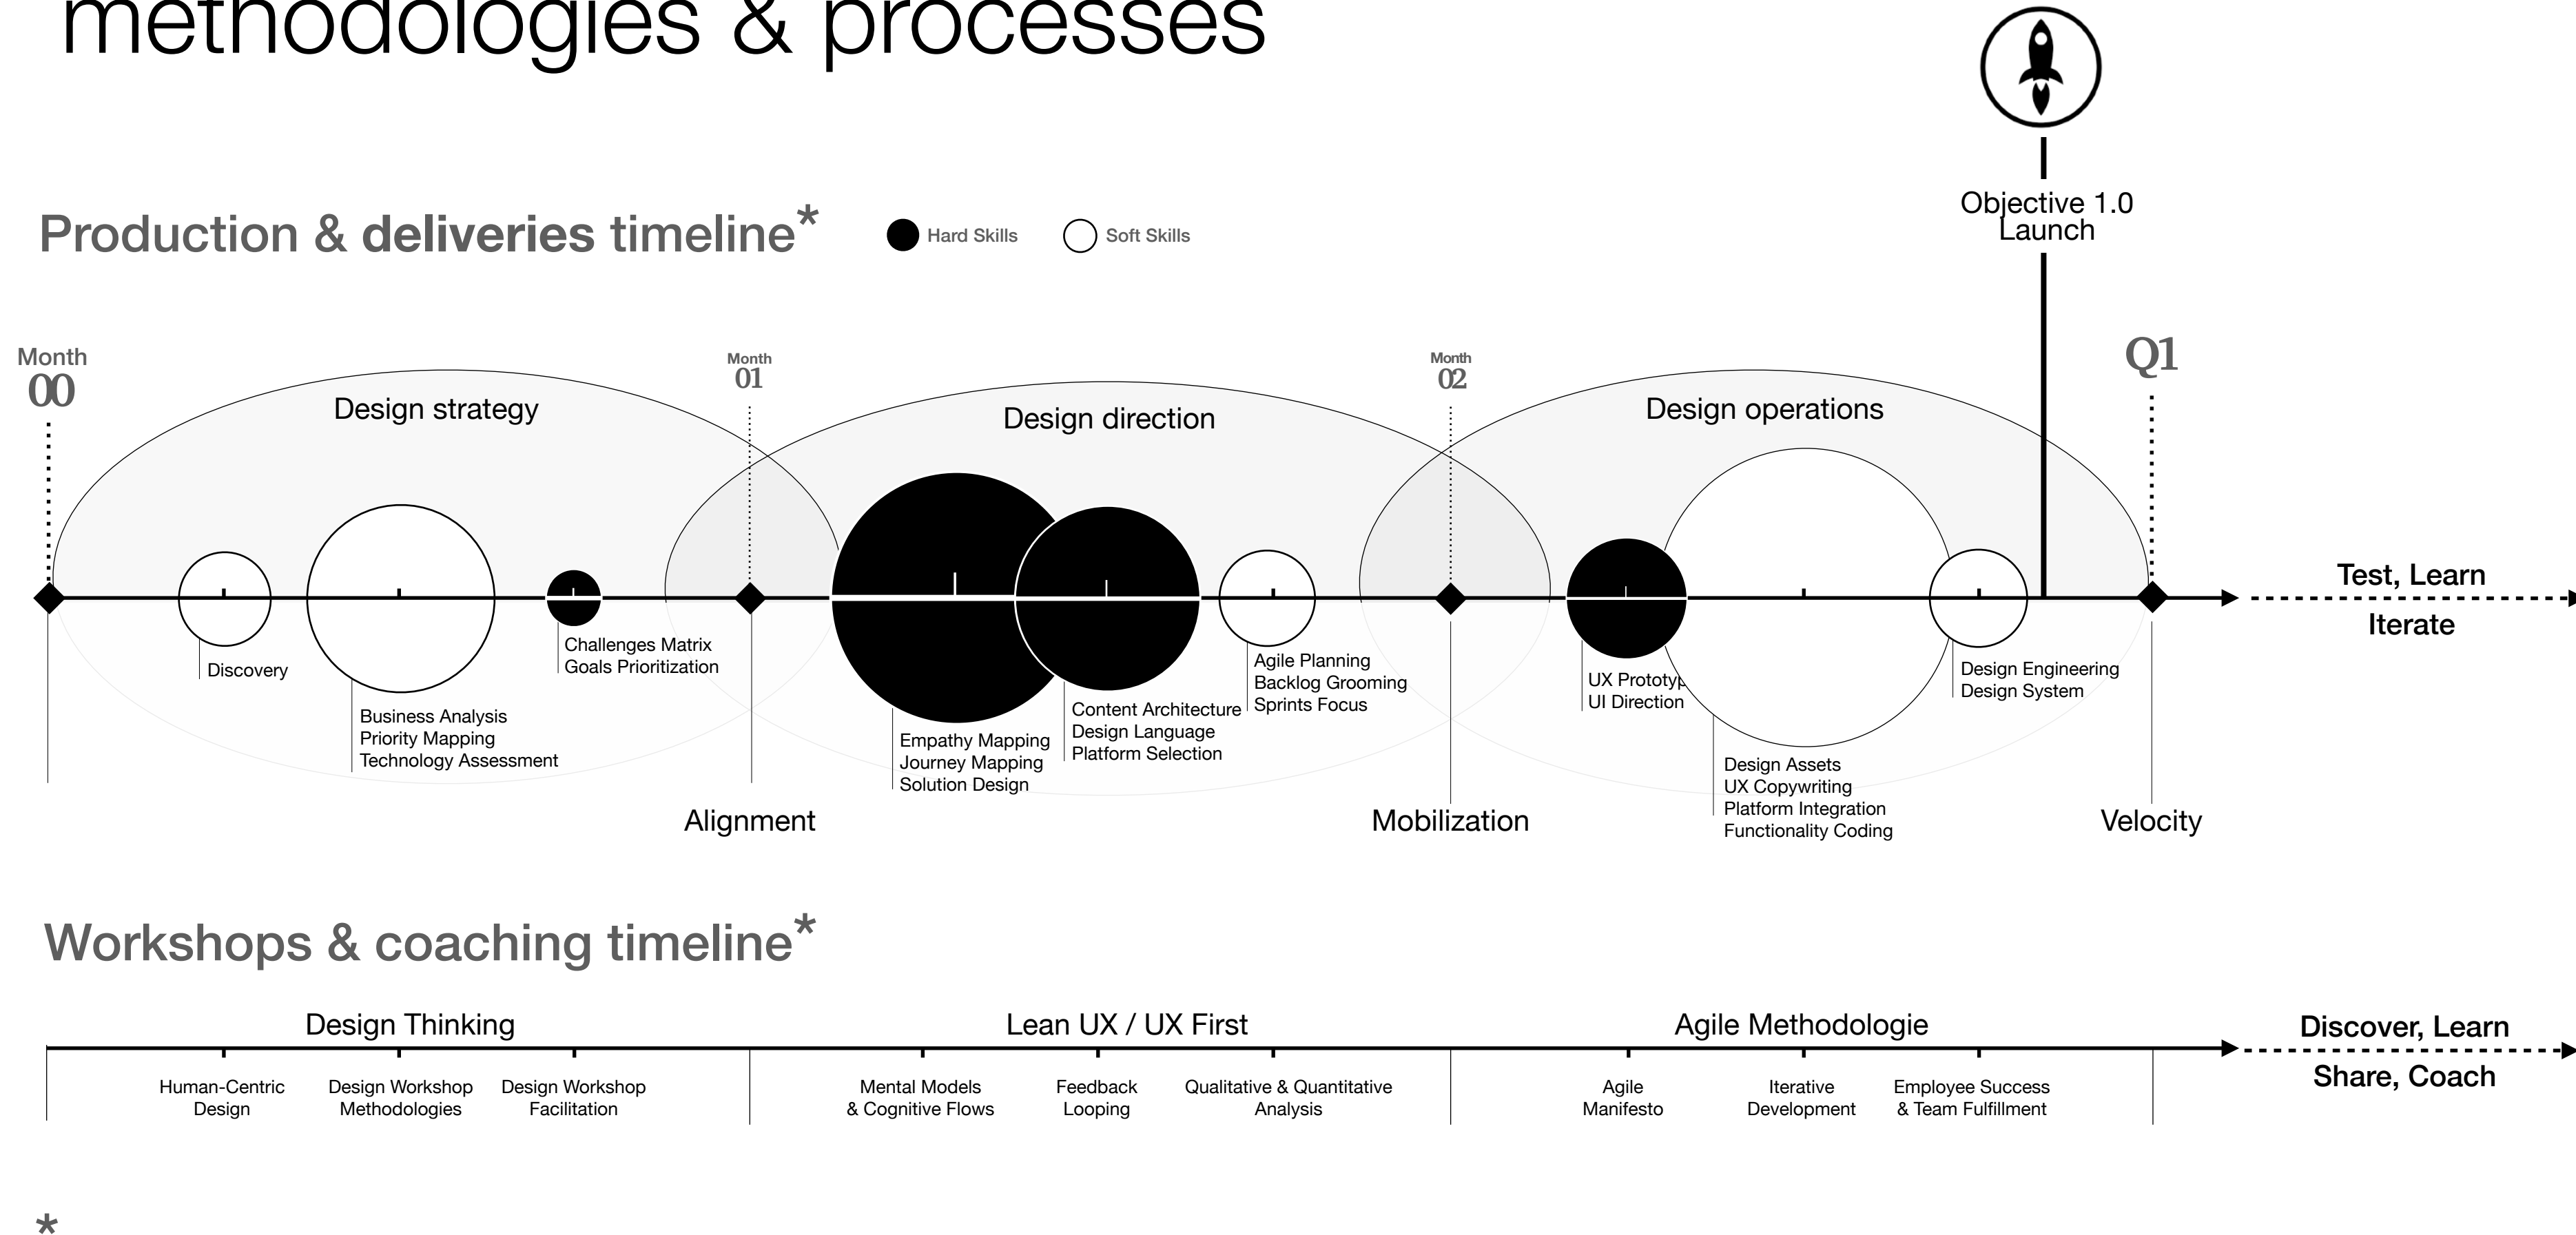 methodologies & processes
Objective 1.0
Launch
Production & deliveries timeline*
Hard Skills
Soft Skills
Month
00
Month
01
Month
02
Q1
Design strategy
Design direction
Design operations
Test, Learn
Iterate
Discovery
Business Analysis
Priority Mapping
Technology Assessment
Challenges Matrix
Goals Prioritization
Empathy Mapping
Journey Mapping
Solution Design
Content Architecture
Design Language
Platform Selection
Agile Planning
Backlog Grooming
Sprints Focus
UX Prototyp
UI Direction
Design Assets
UX Copywriting
Platform Integration
Functionality Coding
Design Engineering
Design System
Alignment
Mobilization
Velocity
Workshops & coaching timeline*
Design Thinking
Lean UX / UX First
Agile Methodologie
Discover, Learn
Share, Coach
Human-Centric
Design
Design Workshop
Methodologies
Design Workshop
Facilitation
Mental Models
& Cognitive Flows
Feedback
Looping
Qualitative & Quantitative
Analysis
Agile
Manifesto
Iterative
Development
Employee Success
& Team Fulfillment
*